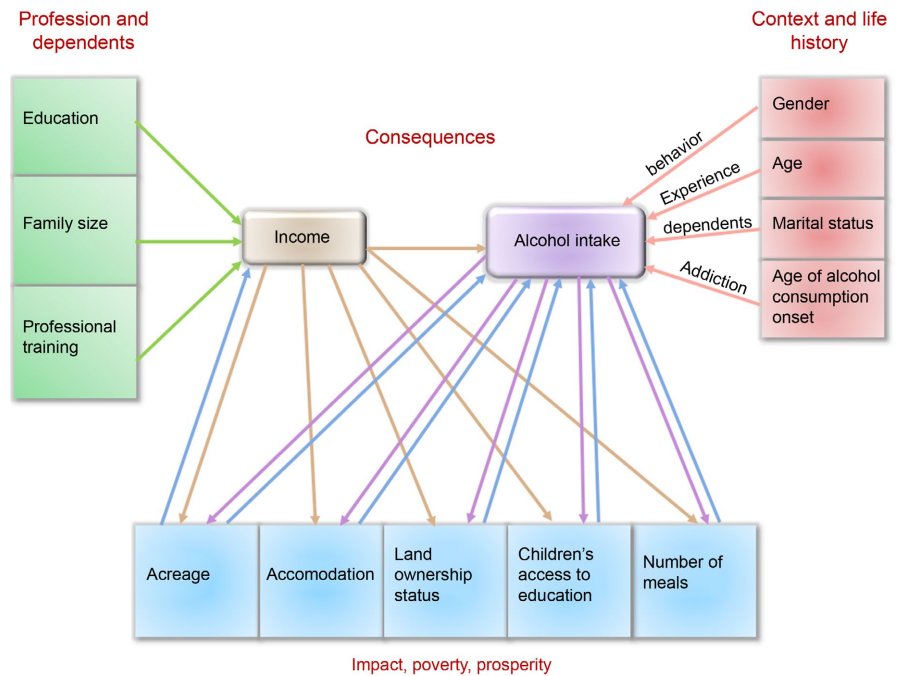 Profession and
dependents
Context and life
history
Consequences
Education
Family size
Professional
training
Income
Alcohol intake
behavior
Experience
dependents
Addiction
Gender
Age
Marital status
Age of alcohol
consumption
onset
Acreage
Accomodation
Land
ownership
status
Children's
access to
education
Number of
meals
Impact, poverty, prosperity